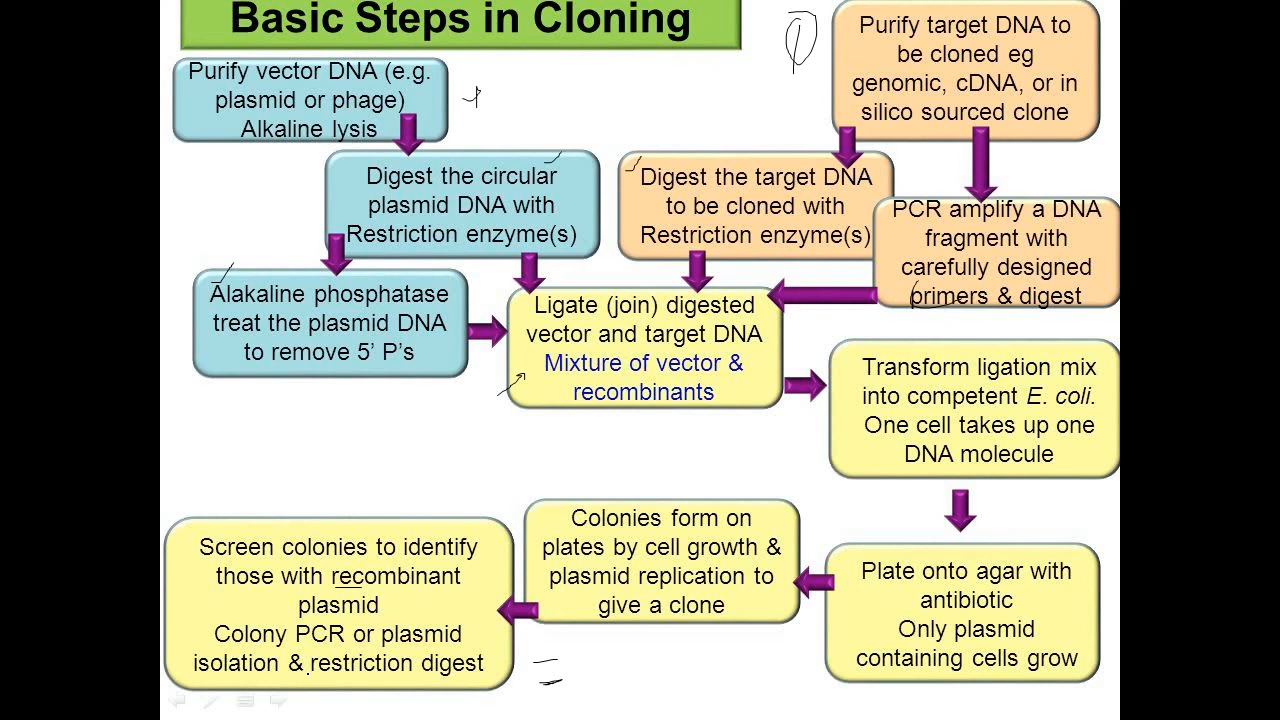 Basic Steps in Cloning
Purify vector DNA (e.g.
plasmid or phage)
Alkaline lysis
Purify target DNA to
be cloned eg
genomic, cDNA, or in
silico sourced clone
Digest the circular
plasmid DNA with
Restriction enzyme(s)
Digest the target DNA
to be cloned with
Restriction enzyme(s)
PCR amplify a DNA
fragment with
carefully designed
primers & digest
Alakaline phosphatase
treat the plasmid DNA
to remove 5’ P’s
Ligate (join) digested
vector and target DNA
Mixture of vector &
recombinants
Transform ligation mix
into competent E. coli.
One cell takes up one
DNA molecule
Plate onto agar with
antibiotic
Only plasmid
containing cells grow
Colonies form on
plates by cell growth &
plasmid replication to
give a clone
Screen colonies to identify
those with recombinant
plasmid
Colony PCR or plasmid
isolation & restriction digest